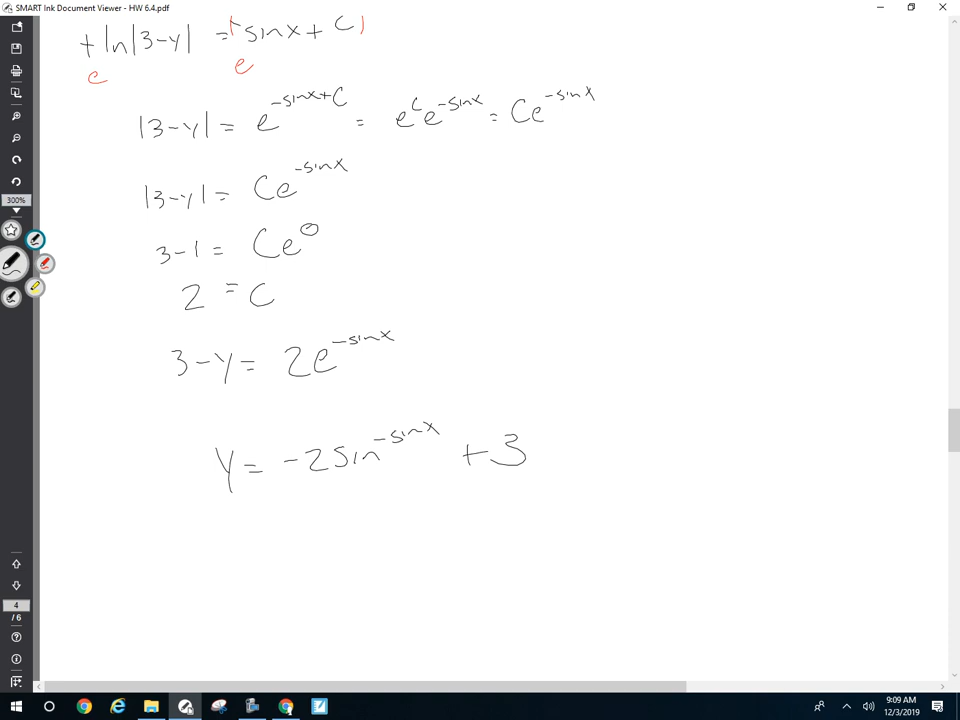 SMART Ink Document Viewer - HW 6.4.pdf
+ln|3-y| = (-sinx + C)
e e
|3-y| = e^{-sinx+C} = e^{C}e^{-sinx} = Ce^{-sinx}
|3-y| = Ce^{-sinx}
300%
3-1 = Ce^{0}
2 = C
3-y = 2e^{-sinx}
y = -2sin^{-sinx} +3
4
/ 6
9:09 AM
12/3/2019